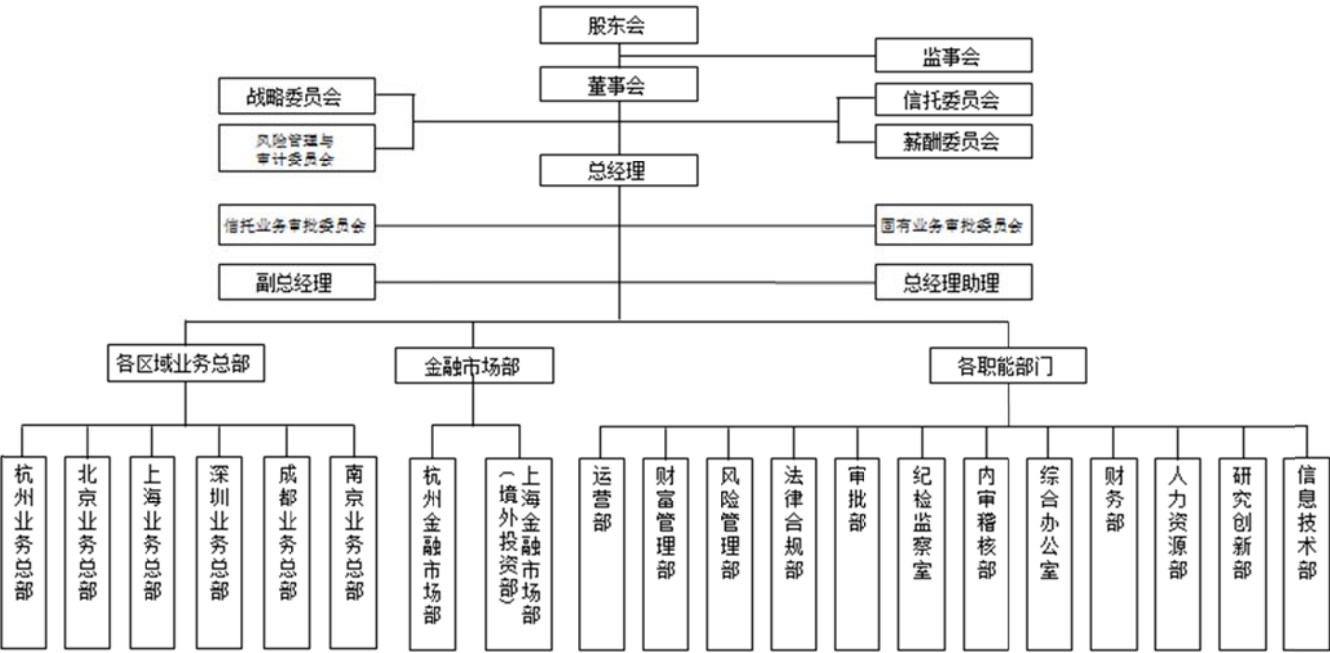 股东会
监事会
董事会
战略委员会
信托委员会
风险管理与
审计委员会
薪酬委员会
总经理
信托业务审批委员会
固有业务审批委员会
副总经理
总经理助理
各区域业务总部
金融市场部
各职能部门
杭州业务总部
北京业务总部
上海业务总部
深圳业务总部
成都业务总部
南京业务总部
杭州金融市场部
上海金融市场部
（境外投资部）
运营部
财富管理部
风险管理部
法律合规部
审批部
纪检监察室
内审稽核部
综合办公室
财务部
人力资源部
研究创新部
信息技术部